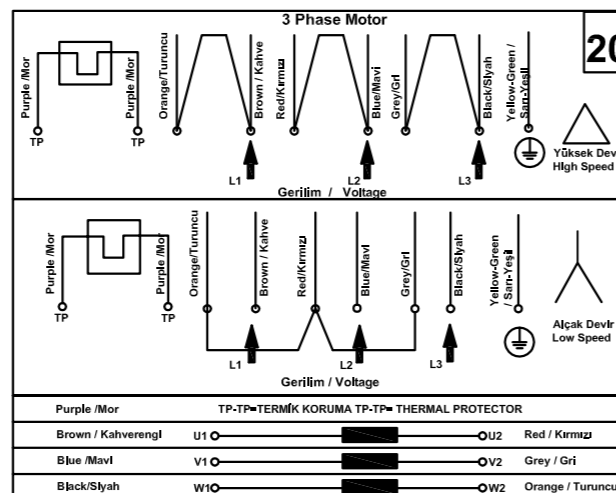 3 Phase Motor
20
Purple /Mor
Purple /Mor
Orange/Turuncu
Brown / Kahve
Red/Kırmızı
Blue/Mavi
Grey/Gri
Black/Siyah
Yellow-Green /
Sarı-Yeşil
TP
TP
L1
L2
L3
Gerilim / Voltage
Yüksek Dev
High Speed
Purple /Mor
Purple /Mor
Orange/Turuncu
Brown / Kahve
Red/Kırmızı
Blue/Mavi
Grey/Gri
Black/Siyah
Yellow-Green
/ Sarı-Yeşil
TP
TP
L1
L2
L3
Gerilim / Voltage
Alçak Devir
Low Speed
Purple /Mor TP-TP=TERMİK KORUMA TP-TP= THERMAL PROTECTOR
Brown / Kahverengi U1 U2 Red / Kırmızı
Blue /Mavi V1 V2 Grey / Gri
Black/Siyah W1 W2 Orange / Turuncu